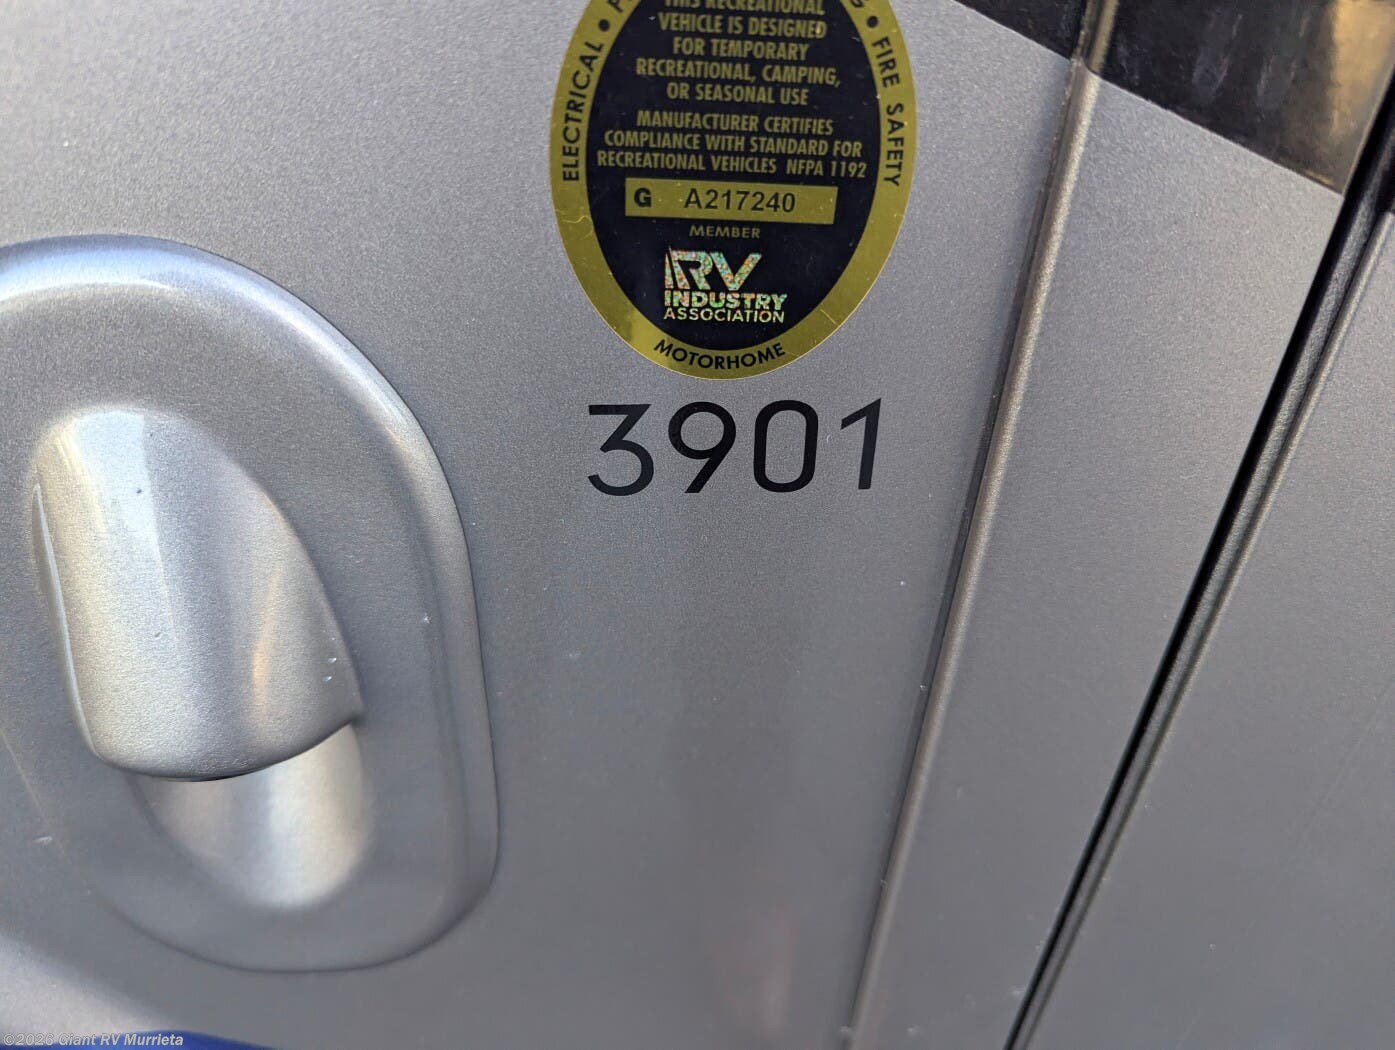 THIS RECREATIONAL
VEHICLE IS DESIGNED
FOR TEMPORARY
RECREATIONAL, CAMPING,
OR SEASONAL USE
MANUFACTURER CERTIFIES
COMPLIANCE WITH STANDARD FOR
RECREATIONAL VEHICLES NFPA 1192
G A217240
MEMBER
RV
INDUSTRY
ASSOCIATION
ELECTRICAL •
• FIRE SAFETY
MOTORHOME
3901
©2026 Giant RV Murrieta